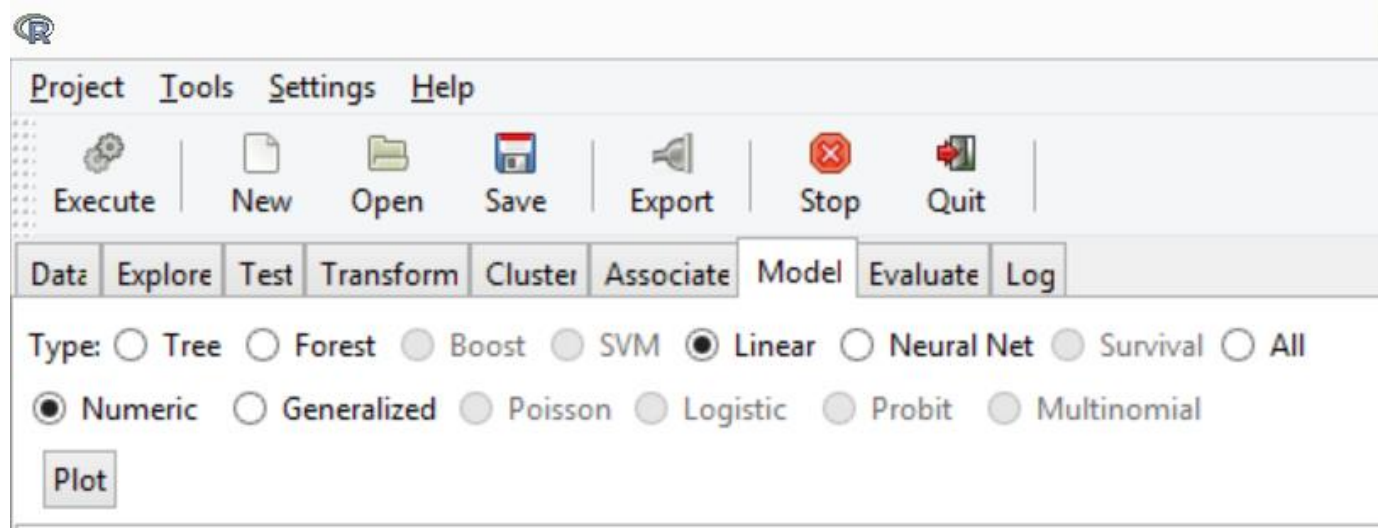 R
Project Tools Settings Help
Execute New Open Save Export Stop Quit
Data Explore Test Transform Cluster Associate Model Evaluate Log
Type: Tree Forest Boost SVM Linear Neural Net Survival All
Numeric Generalized Poisson Logistic Probit Multinomial
Plot